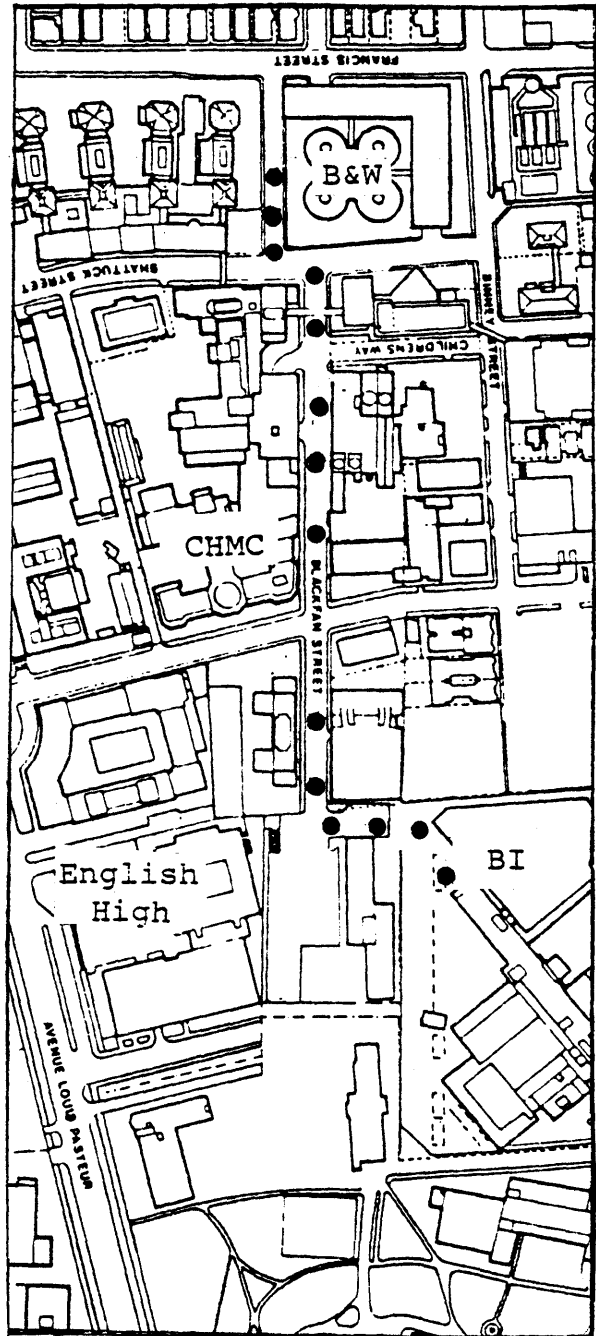 FRANCIS STREET
B&W
SHATTUCK STREET
BINNEY STREET
CHILDRENS WAY
CHMC
BLACKFAN STREET
English
High
BI
AVENUE LOUIS PASTEUR